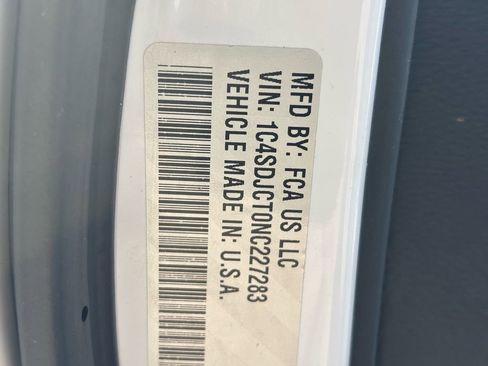 MFD BY: FCA US LLC
VIN: 1C4SDJCT0NC227283
VEHICLE MADE IN: U.S.A.